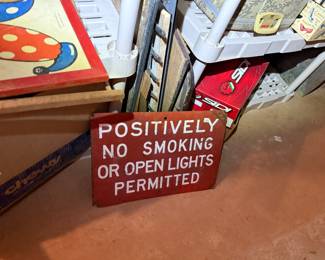 POSITIVELY
NO SMOKING
OR OPEN LIGHTS
PERMITTED